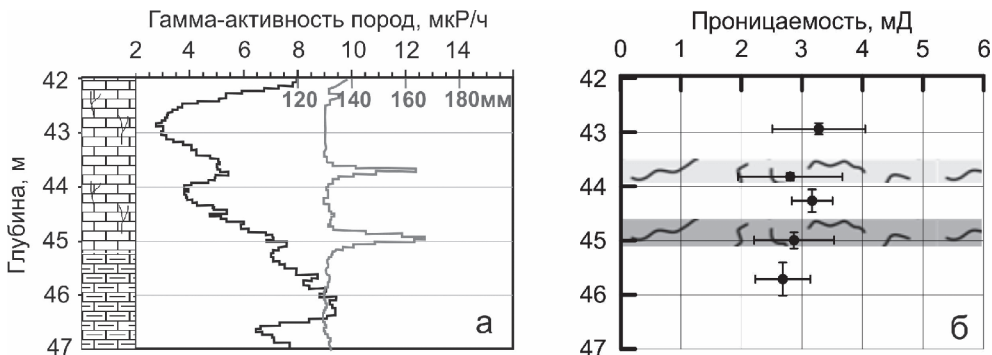 Гамма-активность пород, мкР/ч
2 4 6 8 10 12 14
120 140 160 180мм
Глубина, м
42
43
44
45
46
47
а
Проницаемость, мД
0 1 2 3 4 5 6
42
43
44
45
46
47
б